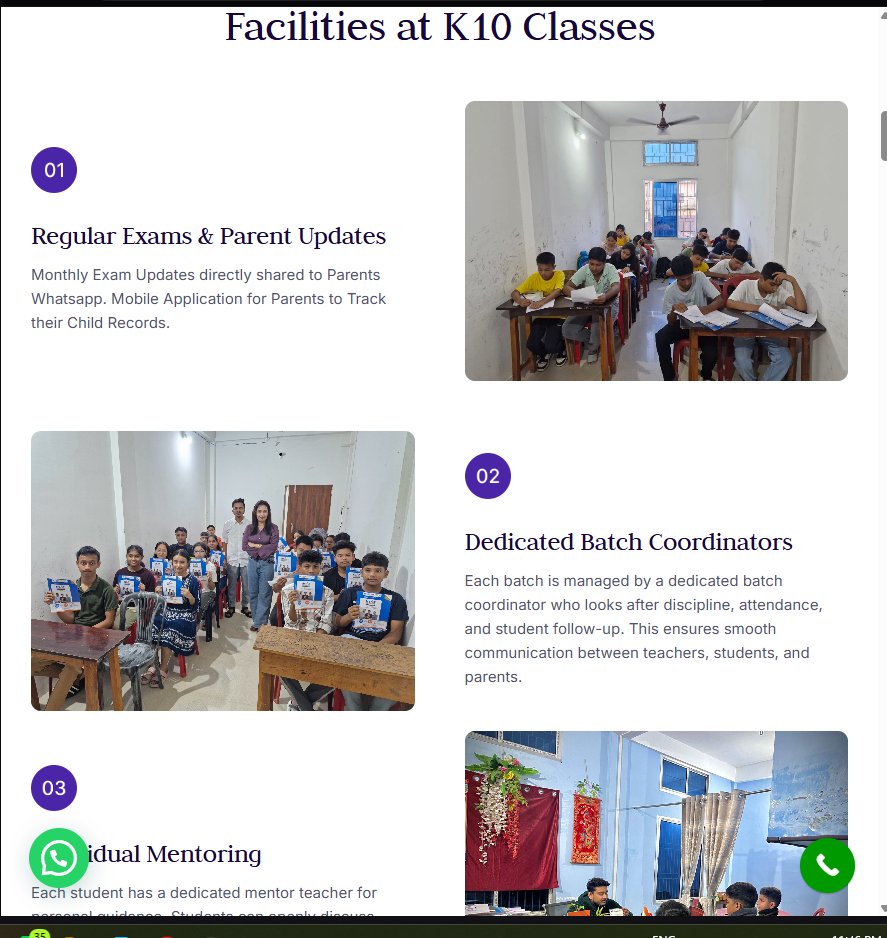 Facilities at K10 Classes
01
Regular Exams & Parent Updates
Monthly Exam Updates directly shared to Parents
Whatsapp. Mobile Application for Parents to Track
their Child Records.
02
Dedicated Batch Coordinators
Each batch is managed by a dedicated batch
coordinator who looks after discipline, attendance,
and student follow-up. This ensures smooth
communication between teachers, students, and
parents.
03
idual Mentoring
Each student has a dedicated mentor teacher for
35